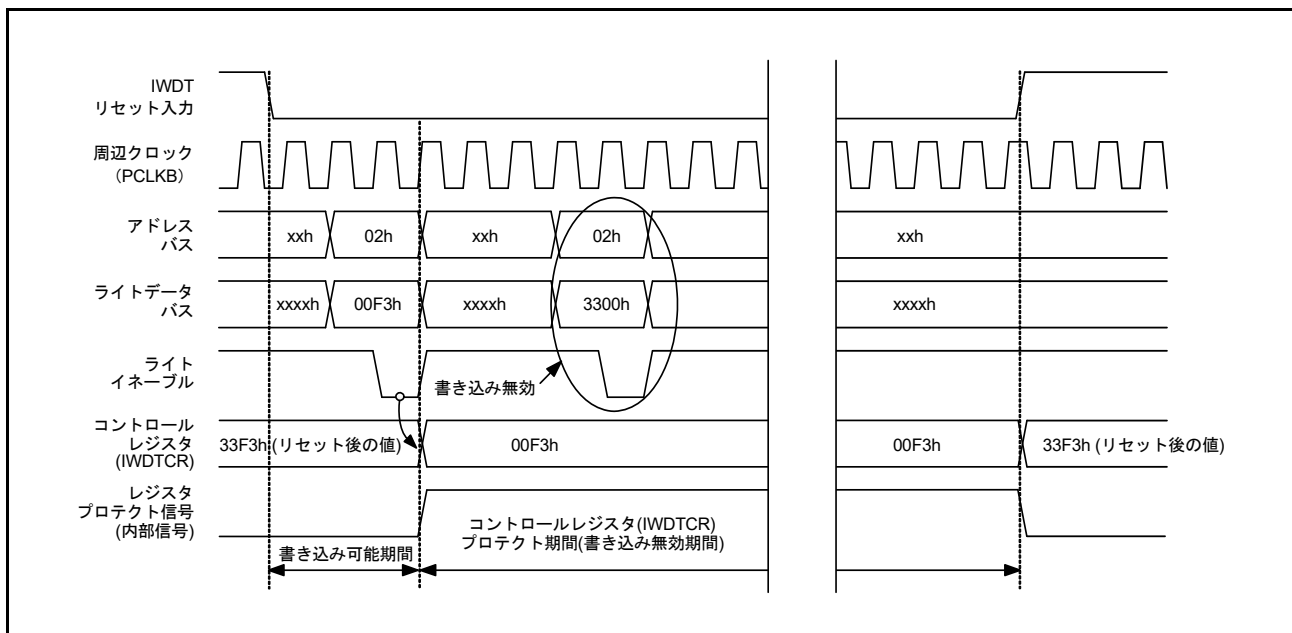 IWDT
リセット入力
周辺クロック
(PCLKB)
アドレス
バス
xxh
02h
xxh
02h
xxh
ライトデータ
バス
xxxxh
00F3h
xxxxh
3300h
xxxxh
ライト
イネーブル
書き込み無効
コントロール
レジスタ
(IWDTCR)
33F3h (リセット後の値)
00F3h
00F3h
33F3h (リセット後の値)
レジスタ
プロテクト信号
(内部信号)
コントロールレジスタ(IWDTCR)
プロテクト期間(書き込み無効期間)
書き込み可能期間